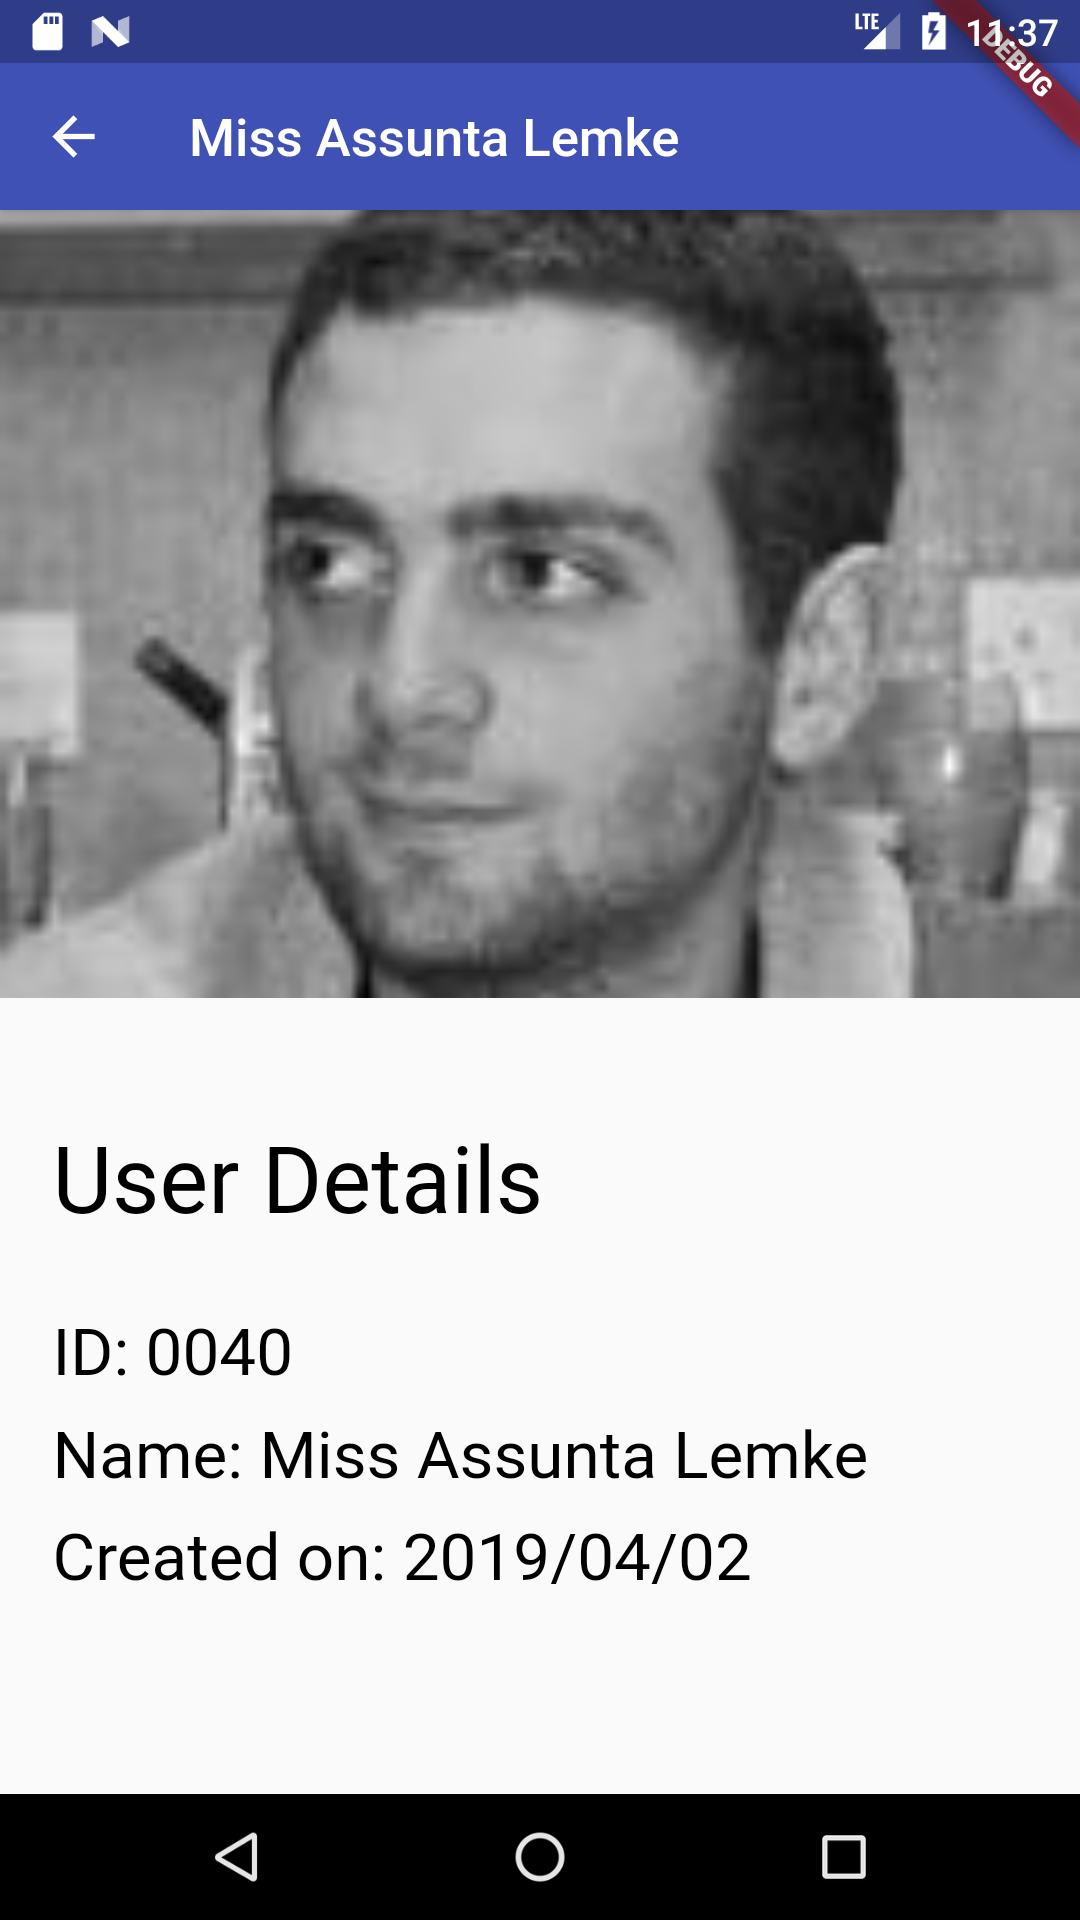 LTE
11:37
DEBUG
Miss Assunta Lemke
User Details
ID: 0040
Name: Miss Assunta Lemke
Created on: 2019/04/02